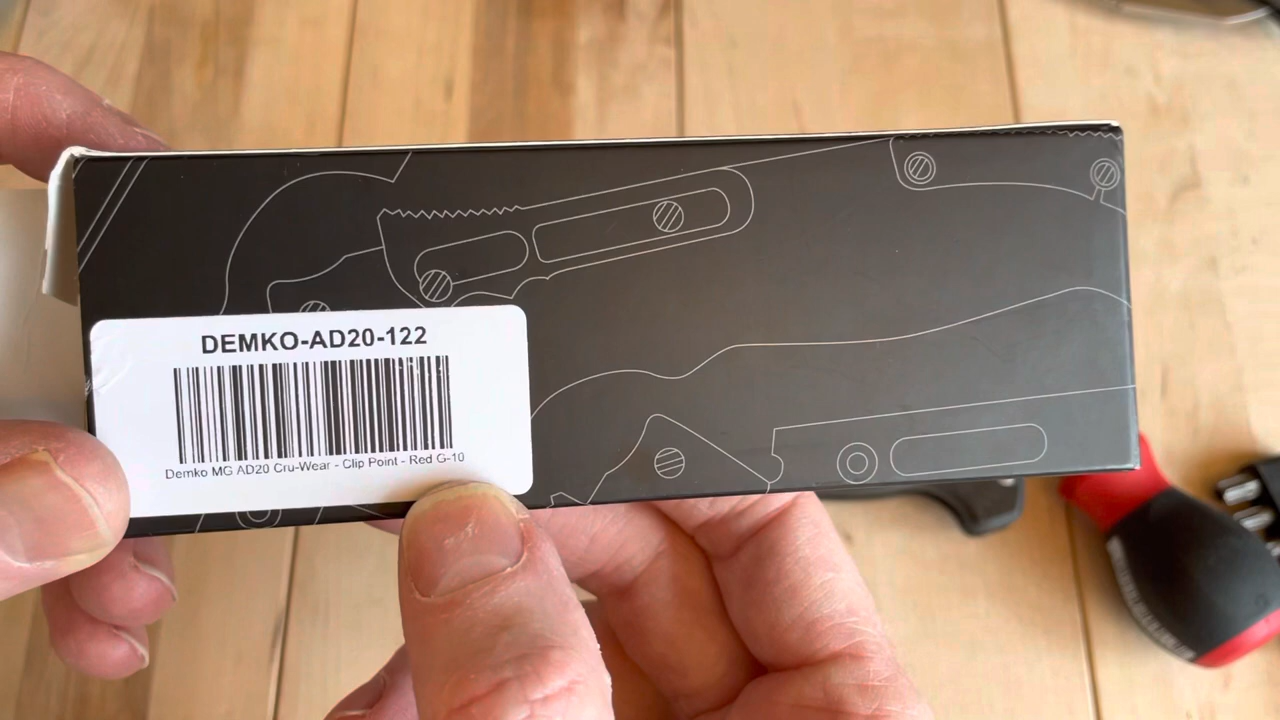 DEMKO-AD20-122
Demko MG AD20 Cru-Wear - Clip Point - Red G-10